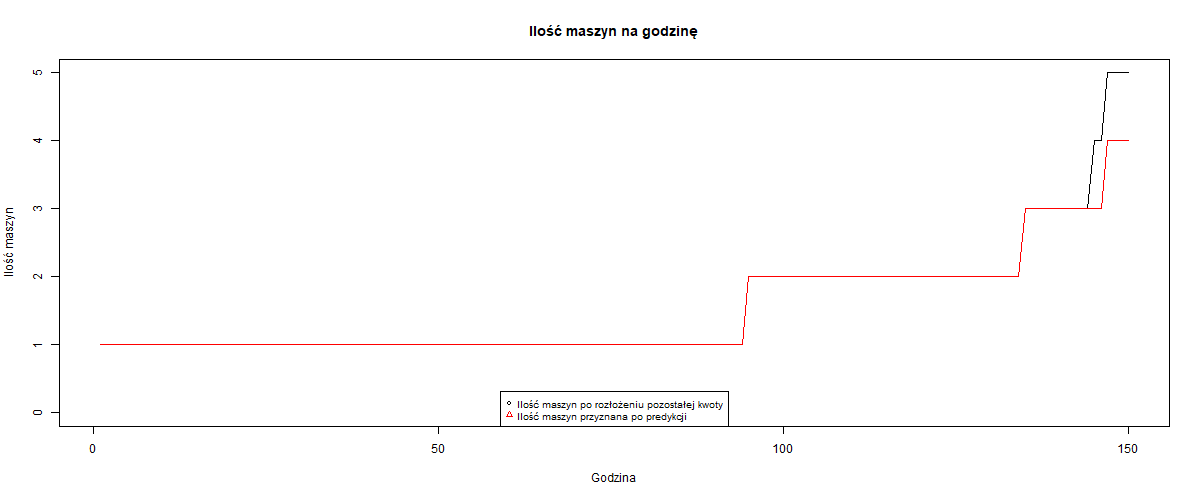 Ilość maszyn na godzinę
Ilość maszyn
5
4
3
2
1
0
Ilość maszyn po rozłożeniu pozostałej kwoty
Ilość maszyn przyznana po predykcji
0 50 100 150
Godzina